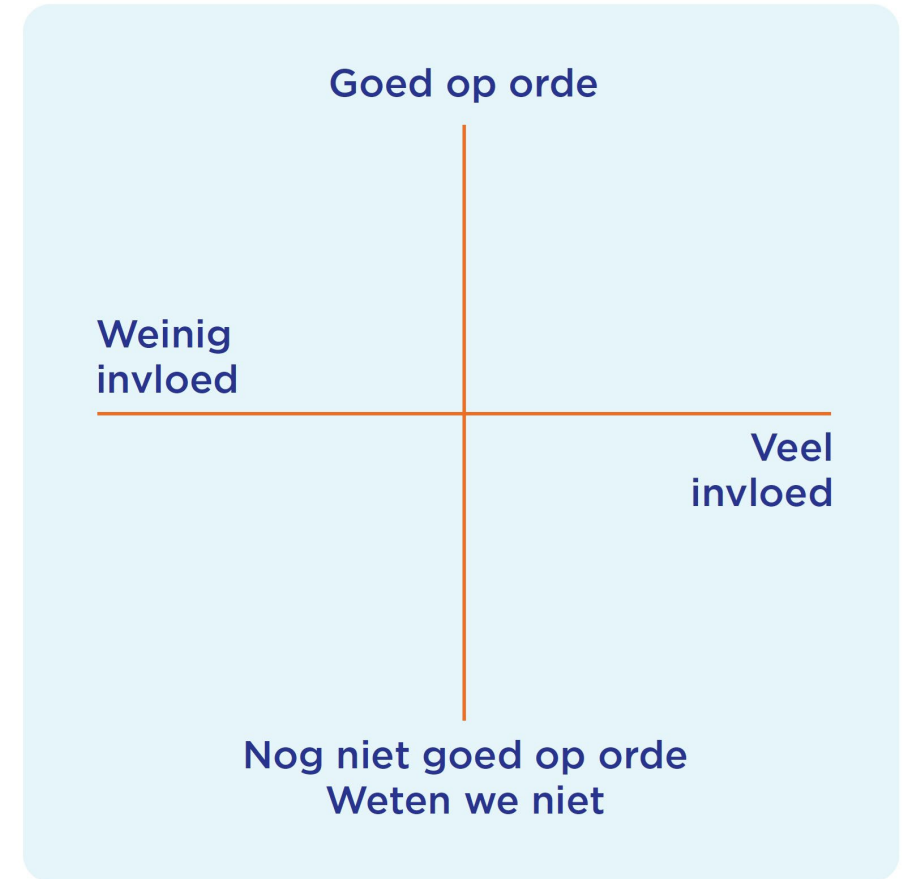 Goed op orde
Weinig
invloed
Veel
invloed
Nog niet goed op orde
Weten we niet